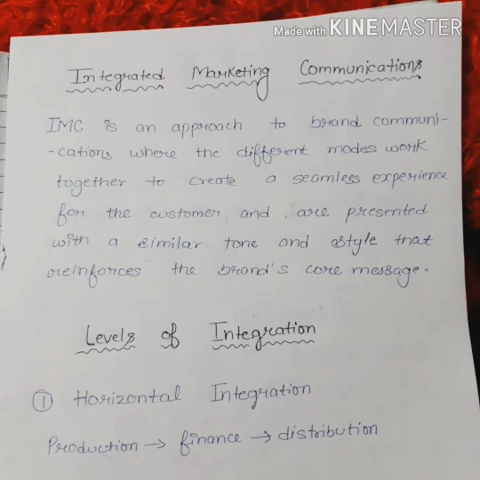 Made with KINEMASTER
Integrated Marketing Communications
IMC is an approach to brand communi-
-cations where the different modes work
together to create a seamless experience
for the customer and are presented
with a similar tone and style that
reinforces the brand's core message.
Levels of Integration
① Horizontal Integration
Production → finance → distribution